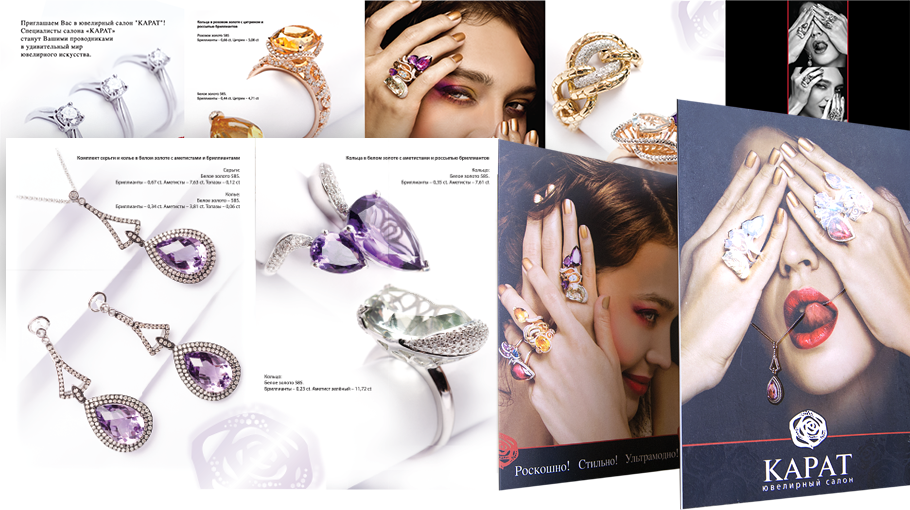 Приглашаем Вас в ювелирный салон "КАРАТ"!
Специалисты салона «КАРАТ»
станут Вашими проводниками
в удивительный мир
ювелирного искусства.
Кольца в розовом золоте с цитрином и
россыпью бриллиантов
Розовое золото 585.
Белое золото 585.
Комплект серьги и колье в белом золоте с аметистами и бриллиантами
Серьги:
Белое золото 585.
Бриллианты – 0,67 ct. Аметисты – 7,63 ct. Топазы – 0,12 ct
Колье:
Белое золото – 585.
Бриллианты – 0,34 ct. Аметисты – 3,81 ct. Топазы – 0,06 ct
Кольца в белом золоте с аметистами и россыпью бриллиантов
Кольцо:
Белое золото 585.
Бриллианты – 0,35 ct. Аметисты – 7,61 ct
Кольцо:
Белое золото 585.
Бриллианты – 0,23 ct. Аметист зелёный – 11,72 ct
Роскошно! Стильно! Ультрамодно!
КАРАТ
ювелирный салон